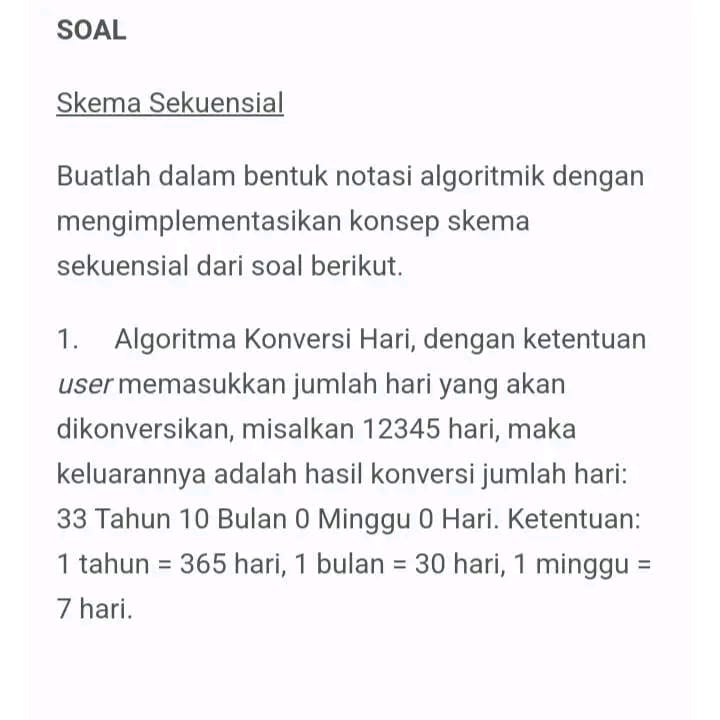 SOAL
Skema Sekuensial
Buatlah dalam bentuk notasi algoritmik dengan
mengimplementasikan konsep skema
sekuensial dari soal berikut.
1. Algoritma Konversi Hari, dengan ketentuan
user memasukkan jumlah hari yang akan
dikonversikan, misalkan 12345 hari, maka
keluarannya adalah hasil konversi jumlah hari:
33 Tahun 10 Bulan 0 Minggu 0 Hari. Ketentuan:
1 tahun = 365 hari, 1 bulan = 30 hari, 1 minggu =
7 hari.